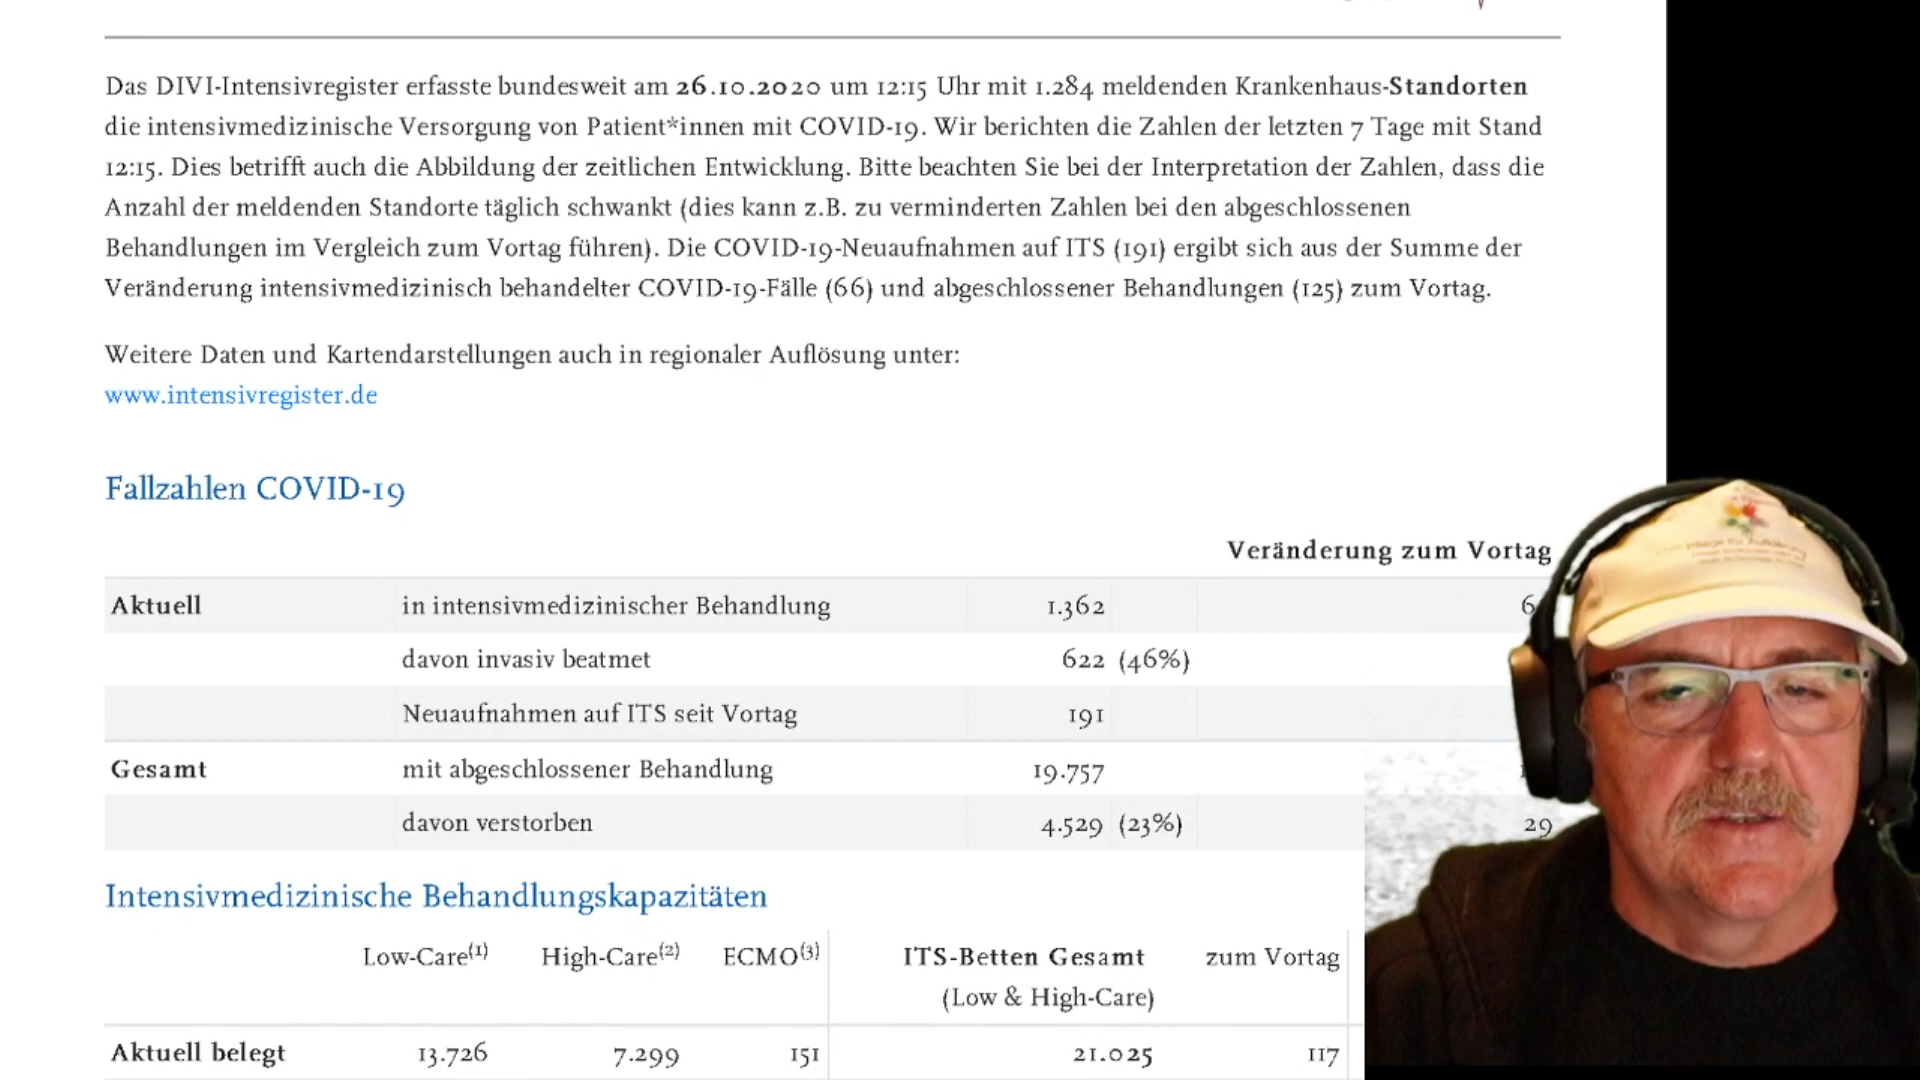 Das DIVI-Intensivregister erfasste bundesweit am 26.10.2020 um 12:15 Uhr mit 1.284 meldenden Krankenhaus-Standorten
die intensivmedizinische Versorgung von Patient*innen mit COVID-19. Wir berichten die Zahlen der letzten 7 Tage mit Stand
12:15. Dies betrifft auch die Abbildung der zeitlichen Entwicklung. Bitte beachten Sie bei der Interpretation der Zahlen, dass die
Anzahl der meldenden Standorte täglich schwankt (dies kann z.B. zu verminderten Zahlen bei den abgeschlossenen
Behandlungen im Vergleich zum Vortag führen). Die COVID-19-Neuaufnahmen auf ITS (191) ergibt sich aus der Summe der
Veränderung intensivmedizinisch behandelter COVID-19-Fälle (66) und abgeschlossener Behandlungen (125) zum Vortag.
Weitere Daten und Kartendarstellungen auch in regionaler Auflösung unter:
www.intensivregister.de
Fallzahlen COVID-19
Veränderung zum Vortag
Aktuell in intensivmedizinischer Behandlung 1.362
davon invasiv beatmet 622 (46%)
Neuaufnahmen auf ITS seit Vortag 191
Gesamt mit abgeschlossener Behandlung 19.757
davon verstorben 4.529 (23%) 29
Intensivmedizinische Behandlungskapazitäten
Low-Care(1) High-Care(2) ECMO(3) ITS-Betten Gesamt zum Vortag
(Low & High-Care)
Aktuell belegt 13.726 7.299 151 21.025 117